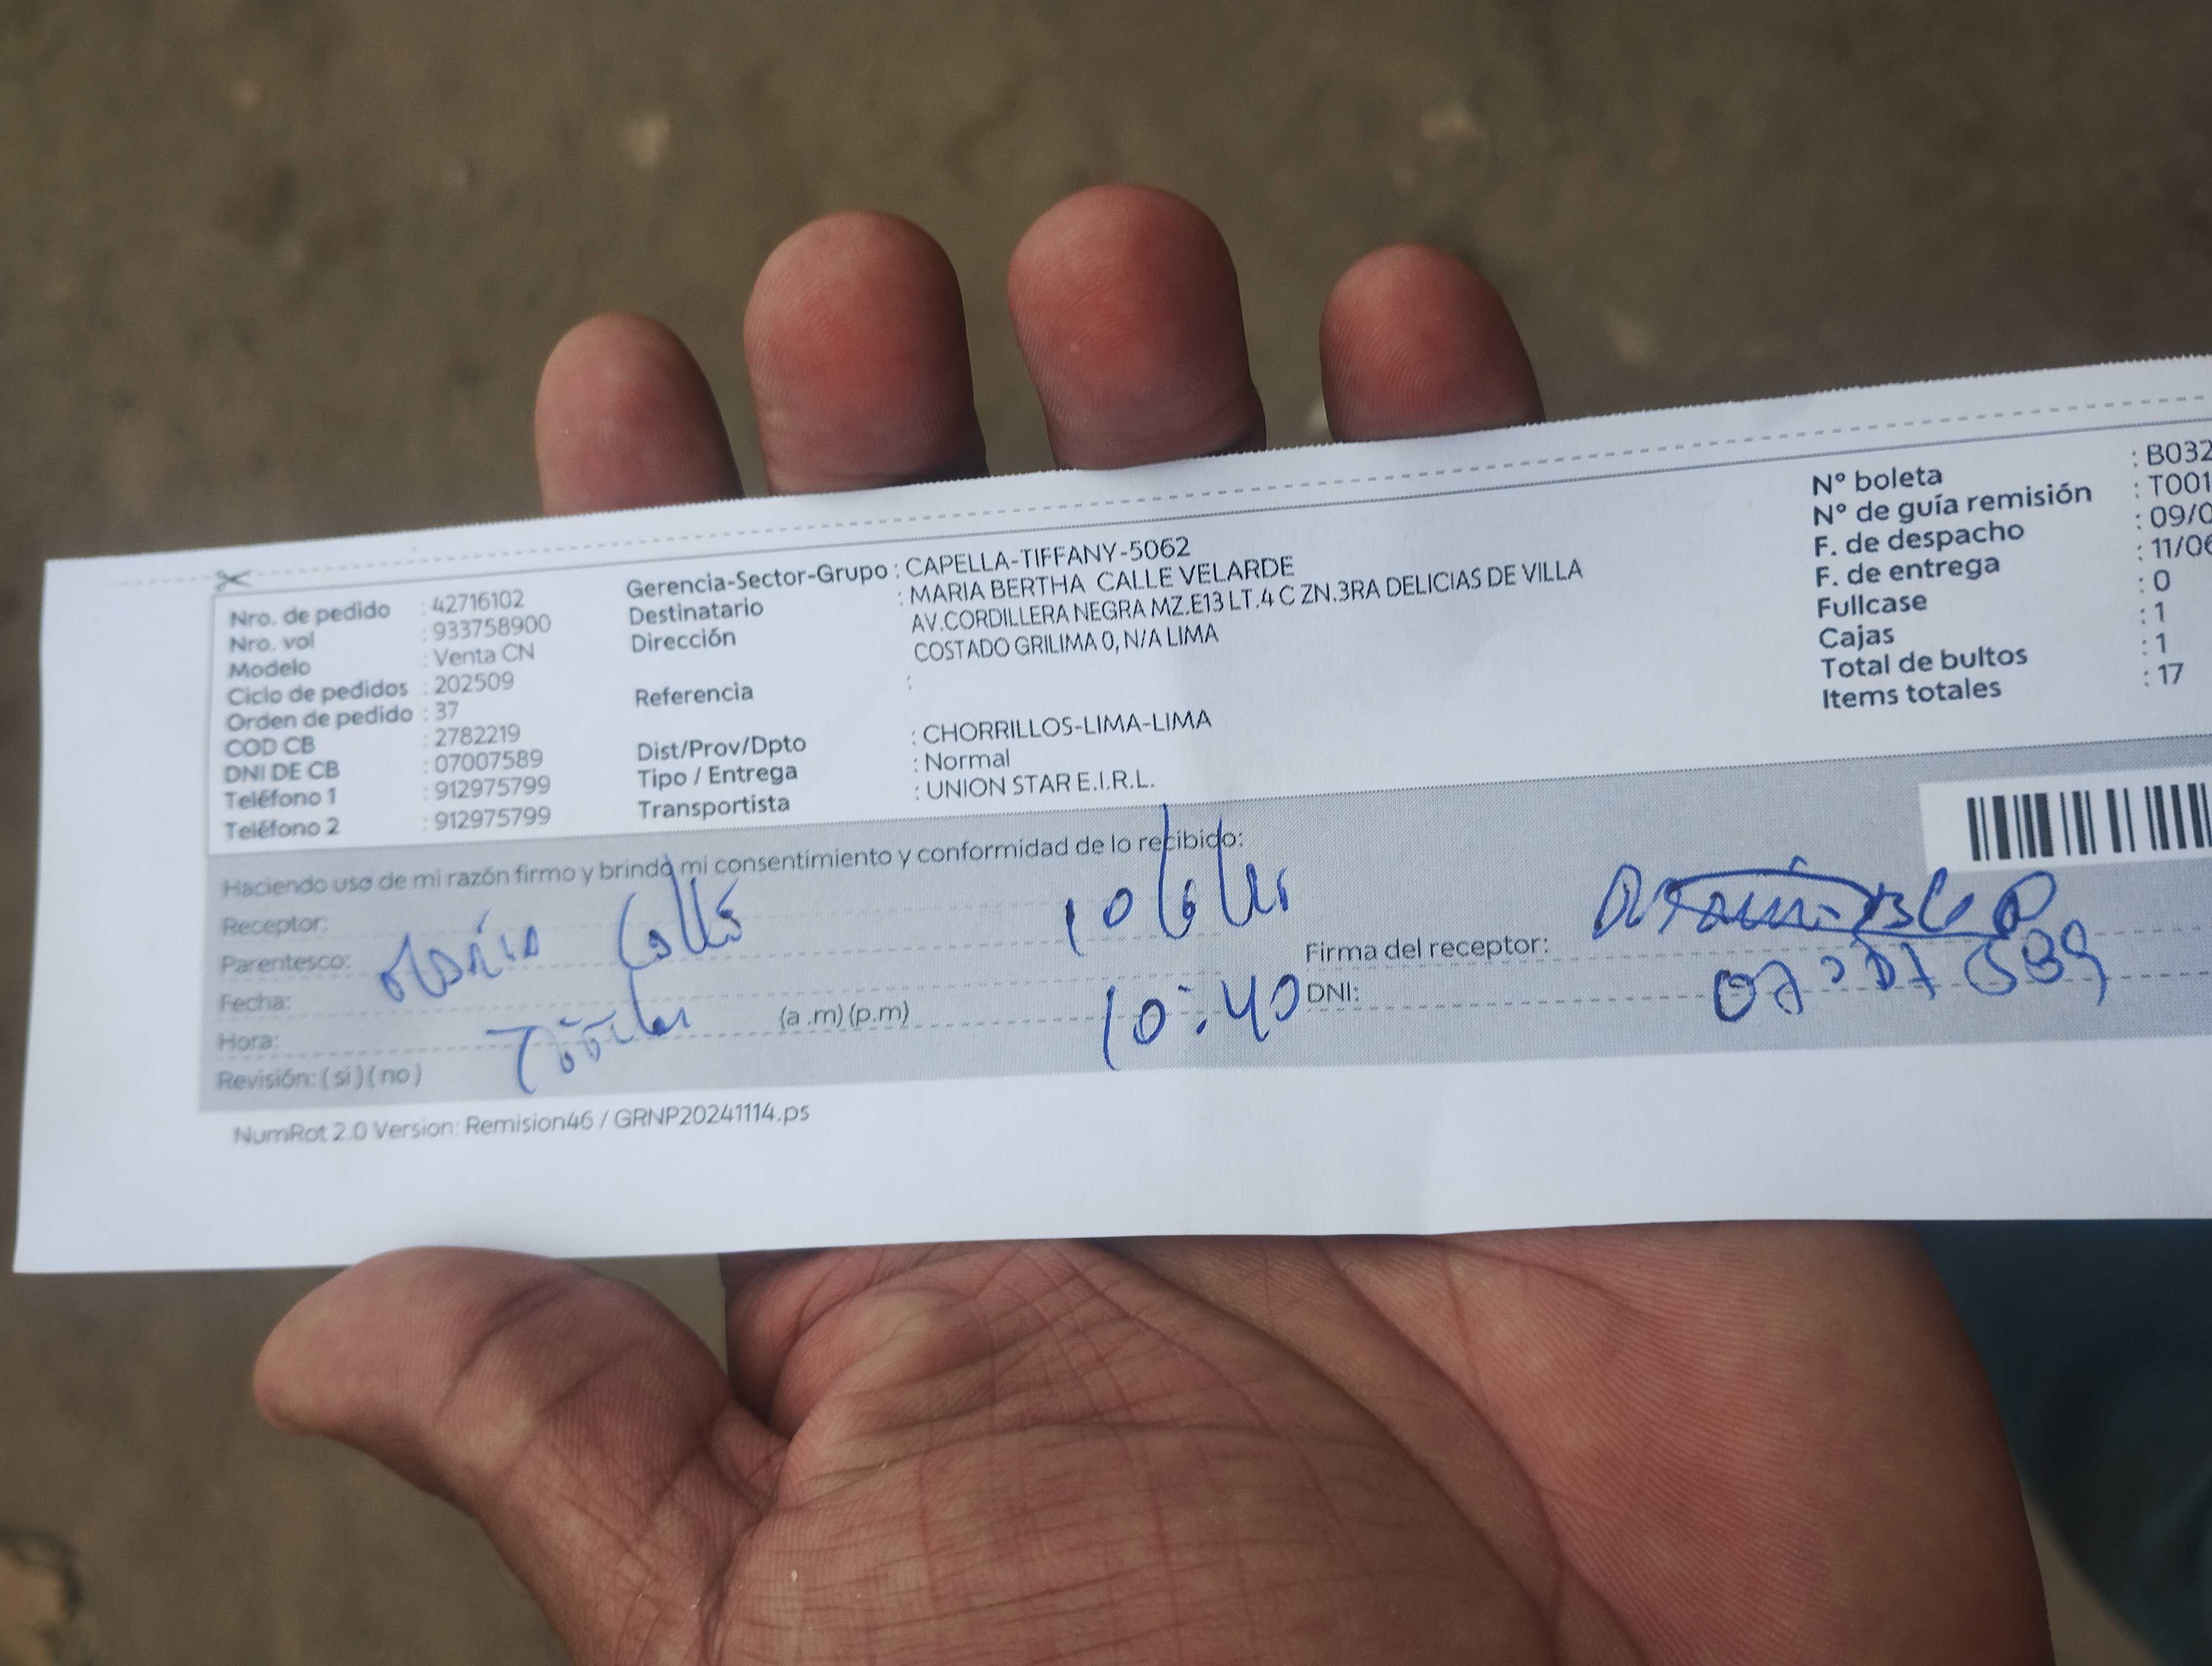 Nro. de pedido : 42716102
Nro. vol : 933758900
Modelo : Venta CN
Ciclo de pedidos : 202509
Orden de pedido : 37
COD CB : 2782219
DNI DE CB : 07007589
Teléfono 1 : 912975799
Teléfono 2 : 912975799
Gerencia-Sector-Grupo : CAPELLA-TIFFANY-5062
Destinatario : MARIA BERTHA CALLE VELARDE
Dirección AV.CORDILLERA NEGRA MZ.E13 LT.4 C ZN.3RA DELICIAS DE VILLA
COSTADO GRILIMA 0, N/A LIMA
Referencia :
Dist/Prov/Dpto : CHORRILLOS-LIMA-LIMA
Tipo / Entrega : Normal
Transportista : UNION STAR E.I.R.L.
N° boleta : B032
N° de guía remisión : T001
F. de despacho : 09/0
F. de entrega : 11/06
Fullcase : 0
Cajas : 1
Total de bultos : 1
Items totales : 17
Haciendo uso de mi razón firmo y brindo mi consentimiento y conformidad de lo recibido:
Receptor:
Parentesco: Maria Calle
Fecha:
Hora: Titular (a .m) (p.m) 10:40
Revisión: ( si ) ( no )
Firma del receptor:
DNI: 07007589
NumRot 2.0 Version: Remision46 / GRNP20241114.ps